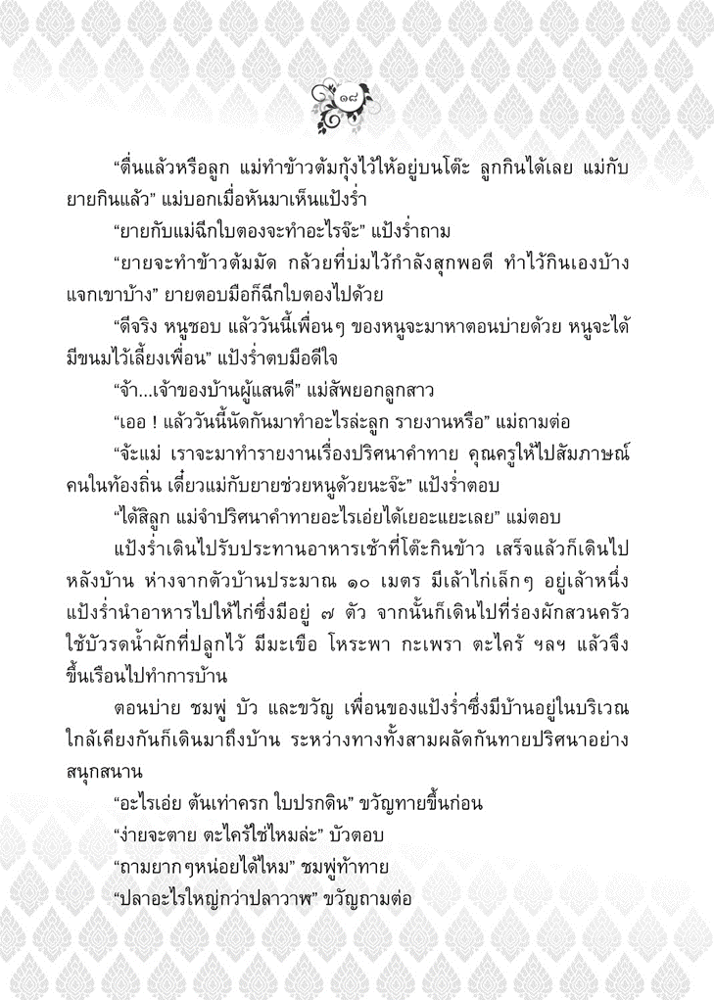 ๑๘
“ตื่นแล้วหรือลูก แม่ทำข้าวต้มกุ้งไว้ให้อยู่บนโต๊ะ ลูกกินได้เลย แม่กับ
ยายกินแล้ว” แม่บอกเมื่อหันมาเห็นแป้งร่ำ
“ยายกับแม่ฉีกใบตองจะทำอะไรจ๊ะ” แป้งร่ำถาม
“ยายจะทำข้าวต้มมัด กล้วยที่บ่มไว้กำลังสุกพอดี ทำไว้กินเองบ้าง
แจกเขาบ้าง” ยายตอบมือก็ฉีกใบตองไปด้วย
“ดีจริง หนูชอบ แล้ววันนี้เพื่อนๆ ของหนูจะมาหาตอนบ่ายด้วย หนูจะได้
มีขนมไว้เลี้ยงเพื่อน” แป้งร่ำตบมือดีใจ
“จ้า...เจ้าของบ้านผู้แสนดี” แม่สัพยอกลูกสาว
“เออ ! แล้ววันนี้นัดกันมาทำอะไรล่ะลูก รายงานหรือ” แม่ถามต่อ
“จ้ะแม่ เราจะมาทำรายงานเรื่องปริศนาคำทาย คุณครูให้ไปสัมภาษณ์
คนในท้องถิ่น เดี๋ยวแม่กับยายช่วยหนูด้วยนะจ๊ะ” แป้งร่ำตอบ
“ได้สิลูก แม่จำปริศนาคำทายอะไรเอ่ยได้เยอะแยะเลย” แม่ตอบ
แป้งร่ำเดินไปรับประทานอาหารเช้าที่โต๊ะกินข้าว เสร็จแล้วก็เดินไป
หลังบ้าน ห่างจากตัวบ้านประมาณ ๑๐ เมตร มีเล้าไก่เล็กๆ อยู่เล้าหนึ่ง
แป้งร่ำนำอาหารไปให้ไก่ซึ่งมีอยู่ ๗ ตัว จากนั้นก็เดินไปที่ร่องผักสวนครัว
ใช้บัวรดน้ำผักที่ปลูกไว้ มีมะเขือ โหระพา กะเพรา ตะไคร้ ฯลฯ แล้วจึง
ขึ้นเรือนไปทำการบ้าน
ตอนบ่าย ชมพู่ บัว และขวัญ เพื่อนของแป้งร่ำซึ่งมีบ้านอยู่ในบริเวณ
ใกล้เคียงกันก็เดินมาถึงบ้าน ระหว่างทางทั้งสามผลัดกันทายปริศนาอย่าง
สนุกสนาน
“อะไรเอ่ย ต้นเท่าครก ใบปรกดิน” ขวัญทายขึ้นก่อน
“ง่ายจะตาย ตะไคร้ใช่ไหมล่ะ” บัวตอบ
“ถามยากๆหน่อยได้ไหม” ชมพู่ท้าทาย
“ปลาอะไรใหญ่กว่าปลาวาฬ” ขวัญถามต่อ